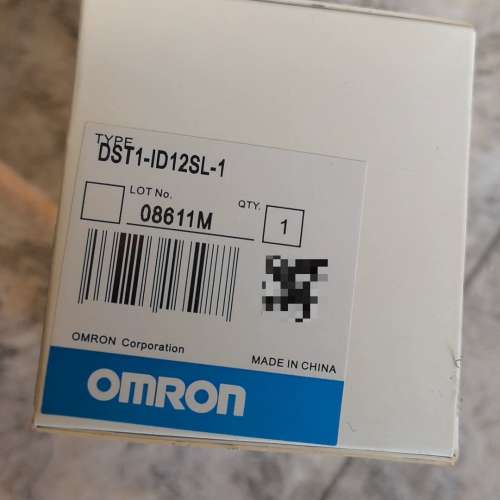 TYPE
DST1-ID12SL-1
LOT No.
QTY.
08611M
1
OMRON Corporation
MADE IN CHINA
OMRON